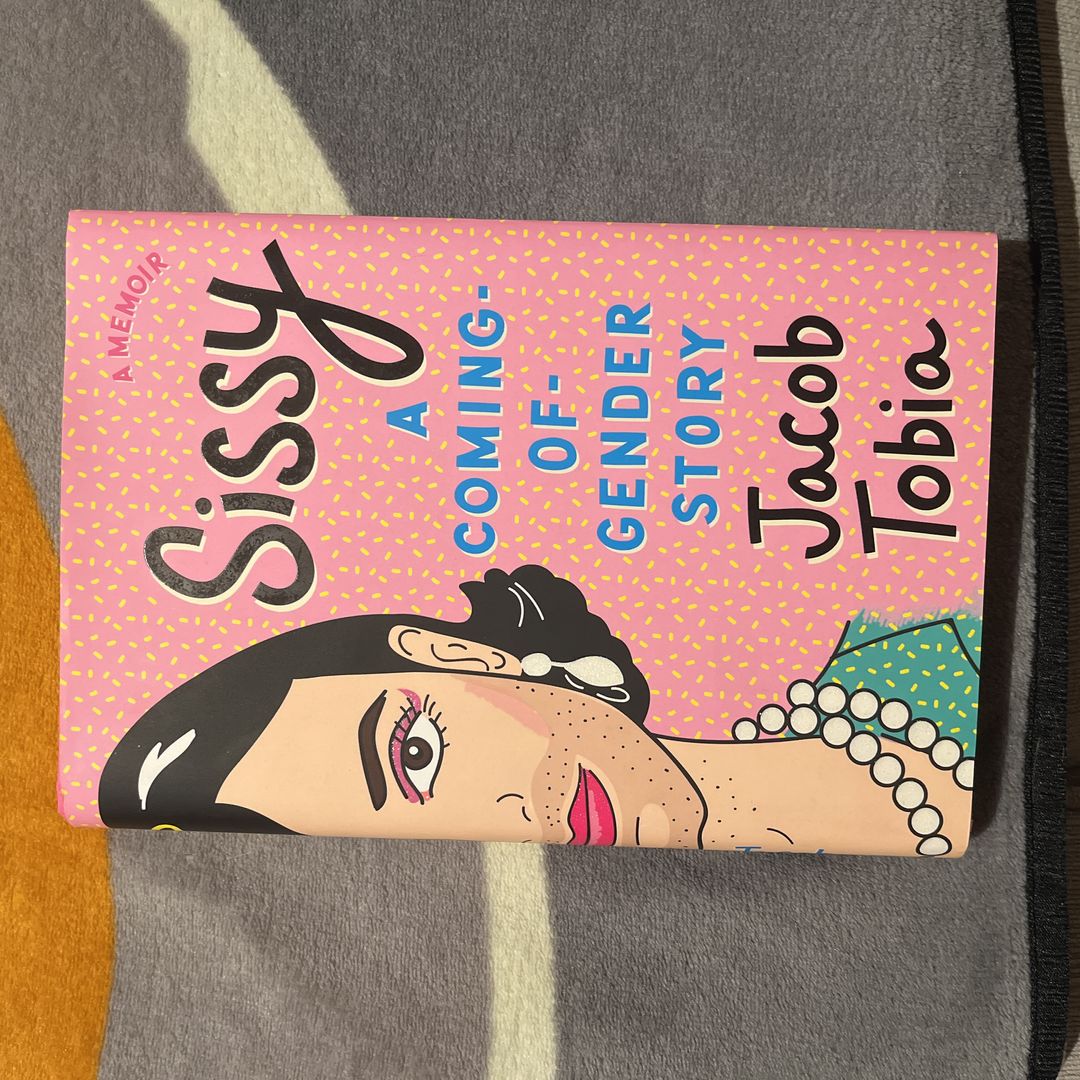 A MEMOIR
Sissy
A
COMING-
OF-
GENDER
STORY
Jacob
Tobia